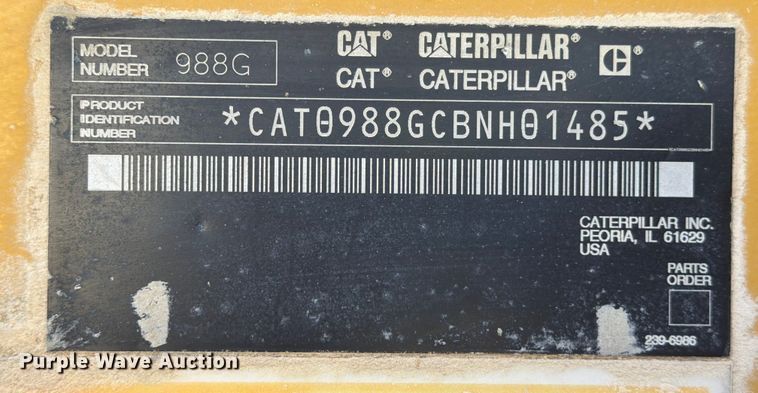 MODEL NUMBER 988G
CAT® CATERPILLAR® C®
CAT® CATERPILLAR®
PRODUCT IDENTIFICATION NUMBER *CAT0988GCBNH01485*
CATERPILLAR INC.
PEORIA, IL 61629
USA
PARTS
ORDER
239-6986
Purple Wave Auction